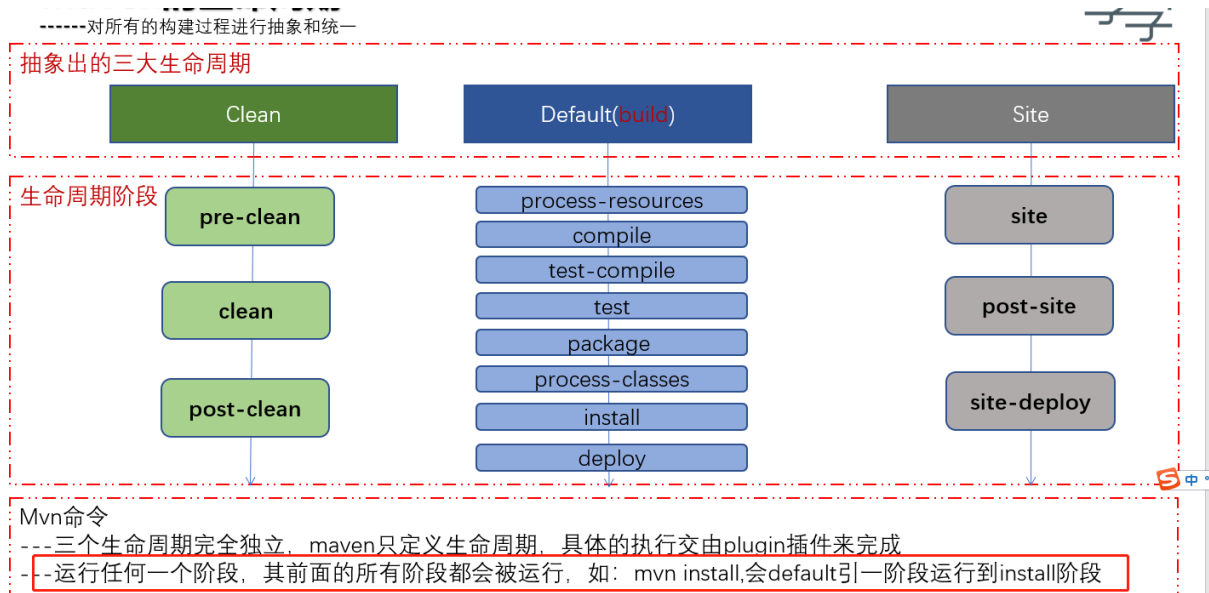 ------对所有的构建过程进行抽象和统一
抽象出的三大生命周期
Clean
Default(build)
Site
生命周期阶段
pre-clean
clean
post-clean
process-resources
compile
test-compile
test
package
process-classes
install
deploy
site
post-site
site-deploy
中
Mvn命令
---三个生命周期完全独立，maven只定义生命周期，具体的执行交由plugin插件来完成
---运行任何一个阶段，其前面的所有阶段都会被运行，如：mvn install,会default引一阶段运行到install阶段